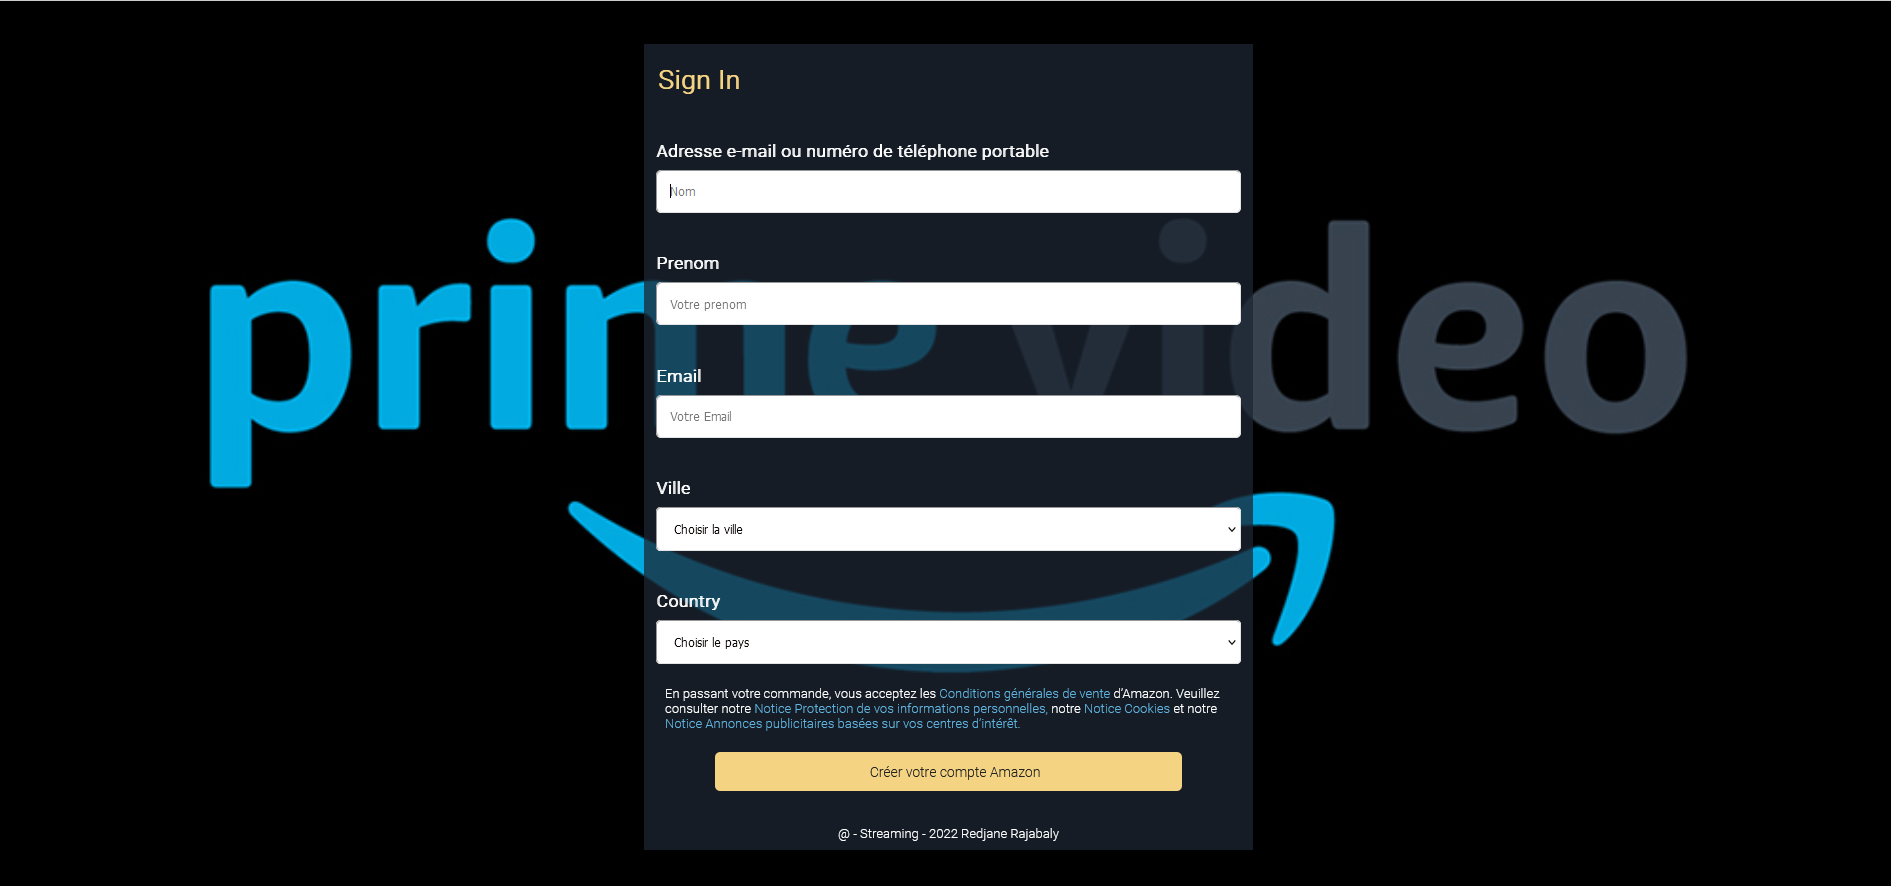 Sign In
Adresse e-mail ou numéro de téléphone portable
Nom
Prenom
Votre prenom
prime video
Email
Votre Email
Ville
Choisir la ville
Country
Choisir le pays
En passant votre commande, vous acceptez les Conditions générales de vente d'Amazon. Veuillez
consulter notre Notice Protection de vos informations personnelles, notre Notice Cookies et notre
Notice Annonces publicitaires basées sur vos centres d'intérêt.
Créer votre compte Amazon
@ - Streaming - 2022 Redjane Rajabaly